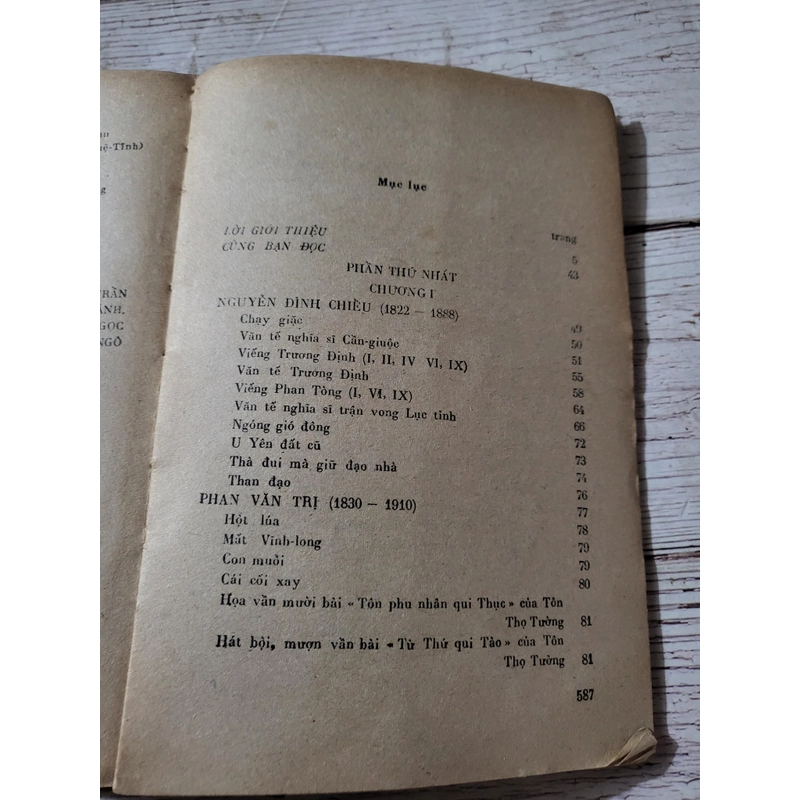 ın
ệ-Tĩnh)
g
RẦN
ÁNH,
GỌC
NGÔ
Mục lục
trang
LỜI GIỚI THIỆU 5
CÙNG BẠN ĐỌC 43
PHẦN THỨ NHẤT
CHƯƠNG I
NGUYỄN ĐÌNH CHIỂU (1822 — 1888) 49
Chạy giặc 50
Văn tế nghĩa sĩ Cần-giuộc 51
Viếng Trương Định (I, II, IV VI, IX) 55
Văn tế Trương Định 58
Viếng Phan Tòng (I, VI, IX) 64
Văn tế nghĩa sĩ trận vong Lục tỉnh 66
Ngóng gió đông 72
U Yên đất cũ 73
Thà đui mà giữ đạo nhà 74
Than đạo 76
PHAN VĂN TRỊ (1830 — 1910) 77
Hột lúa 78
Mất Vĩnh-long 79
Con muỗi 79
Cái cối xay 80
Họa vần mười bài «Tôn phu nhân qui Thục» của Tôn
Thọ Tường 81
Hát bội, mượn vần bài «Từ Thứ qui Tào» của Tôn
Thọ Tường 81
587